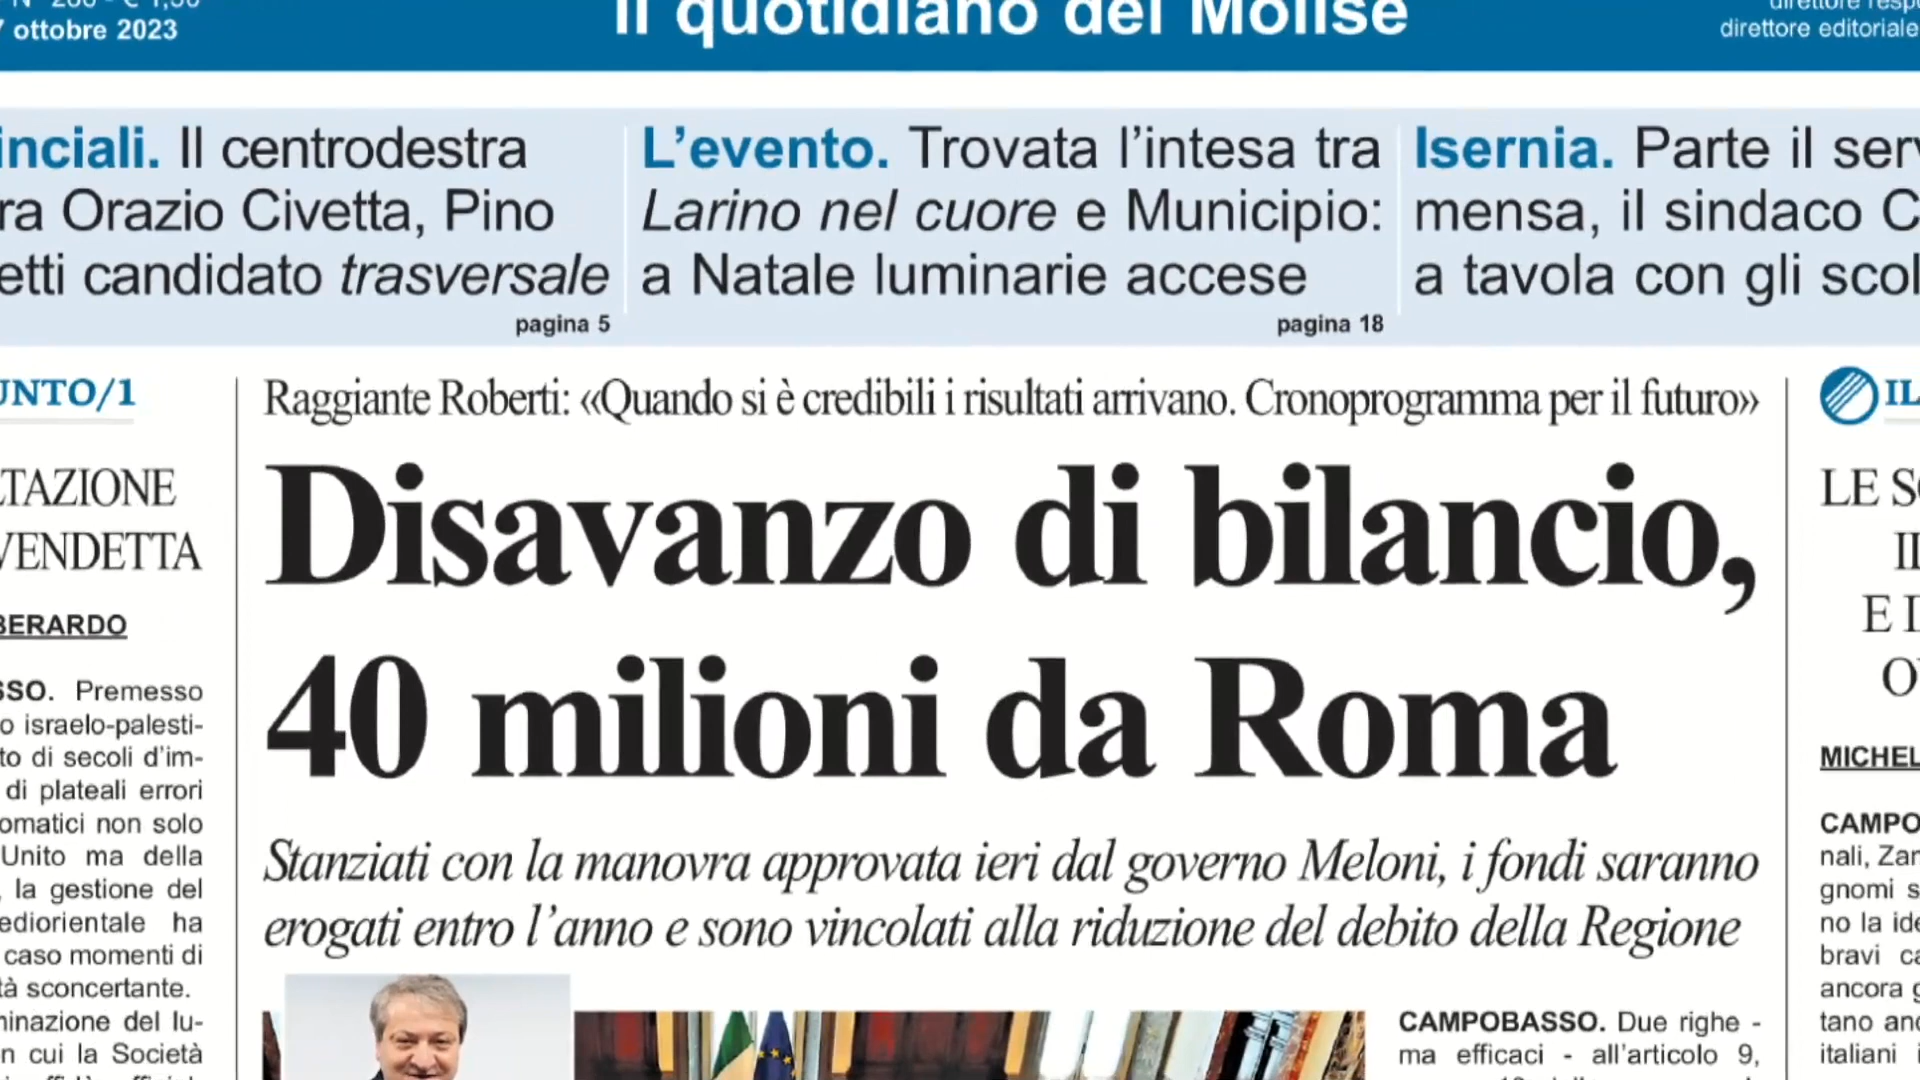 7 ottobre 2023
Il quotidiano del Molise
direttore
direttore editoriale
inciali. Il centrodestra
ra Orazio Civetta, Pino
etti candidato trasversale
pagina 5
L'evento. Trovata l'intesa tra
Larino nel cuore e Municipio:
a Natale luminarie accese
pagina 18
Isernia. Parte il serv
mensa, il sindaco C
a tavola con gli scol
UNTO/1
TAZIONE
VENDETTA
BERARDO
SSO. Premesso
o israelo-palesti-
to di secoli d'im-
di plateali errori
omatici non solo
Unito ma della
, la gestione del
ediorientale ha
caso momenti di
tà sconcertante.
minazione del lu-
n cui la Società
Raggiante Roberti: «Quando si è credibili i risultati arrivano. Cronoprogramma per il futuro»
Disavanzo di bilancio,
40 milioni da Roma
Stanziati con la manovra approvata ieri dal governo Meloni, i fondi saranno
erogati entro l'anno e sono vincolati alla riduzione del debito della Regione
CAMPOBASSO. Due righe -
ma efficaci - all'articolo 9,
IL
LE S
E
MICHEL
CAMPO
nali, Zan
gnomi s
no la ide
bravi ca
ancora g
tano anc
italiani i